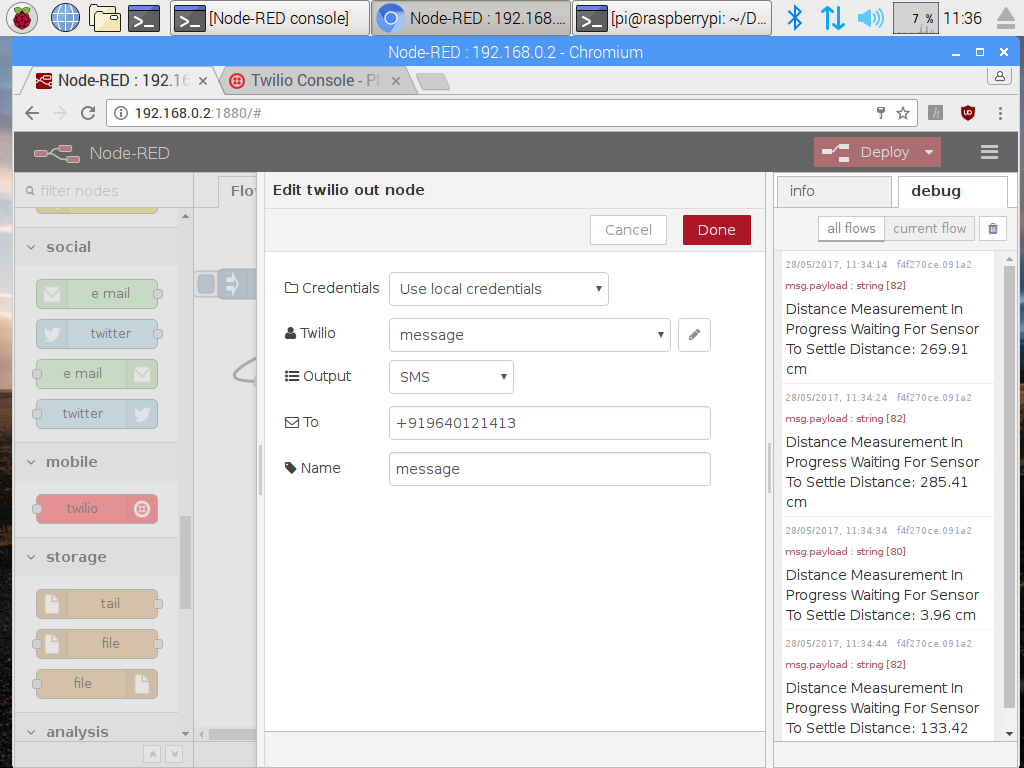 [Node-RED console]
Node-RED : 192.168....
[pi@raspberrypi: ~/D...
7 %
11:36
Node-RED : 192.168.0.2 - Chromium
Node-RED : 192.16
Twilio Console - Ph
192.168.0.2:1880/#
Node-RED
Deploy
filter nodes
social
e mail
twitter
e mail
twitter
mobile
twilio
storage
tail
file
file
analysis
Flo
Edit twilio out node
Cancel
Done
Credentials
Use local credentials
Twilio
message
Output
SMS
To
+919640121413
Name
message
info
debug
all flows
current flow
28/05/2017, 11:34:14 f4f270ce.091a2
msg.payload : string [82]
Distance Measurement In
Progress Waiting For Sensor
To Settle Distance: 269.91
cm
28/05/2017, 11:34:24 f4f270ce.091a2
msg.payload : string [82]
Distance Measurement In
Progress Waiting For Sensor
To Settle Distance: 285.41
cm
28/05/2017, 11:34:34 f4f270ce.091a2
msg.payload : string [80]
Distance Measurement In
Progress Waiting For Sensor
To Settle Distance: 3.96 cm
28/05/2017, 11:34:44 f4f270ce.091a2
msg.payload : string [82]
Distance Measurement In
Progress Waiting For Sensor
To Settle Distance: 133.42